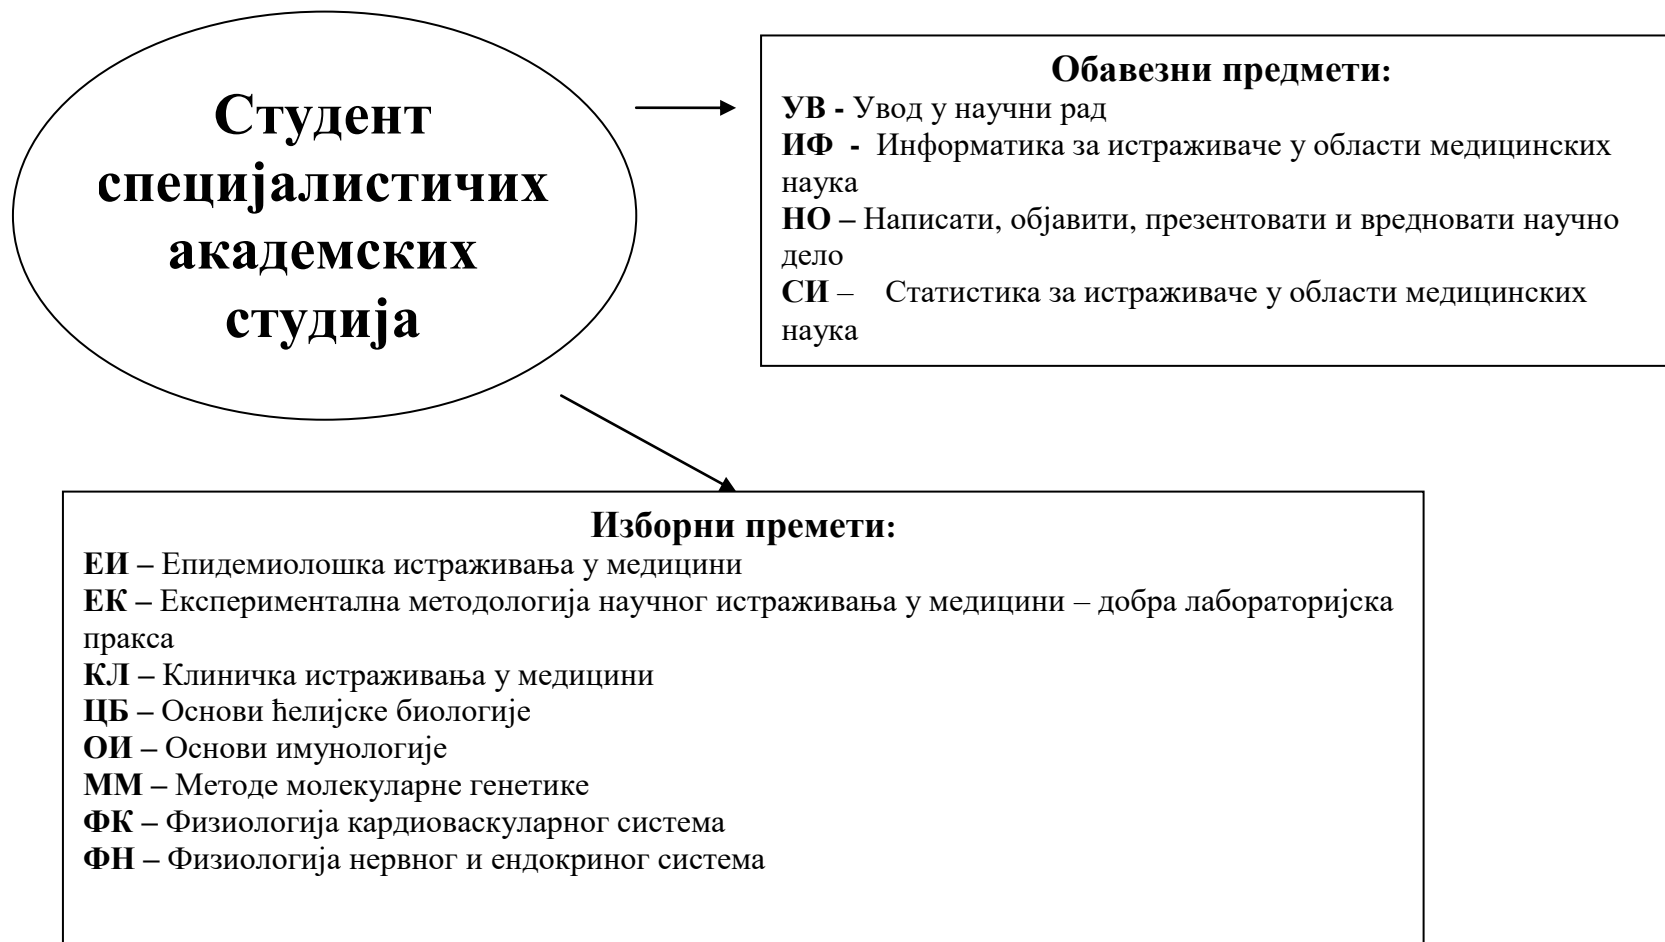 Студент
специјалистичих
академских
студија
Обавезни предмети:
УВ - Увод у научни рад
ИФ - Информатика за истраживаче у области медицинских
наука
НО – Написати, објавити, презентовати и вредновати научно
дело
СИ – Статистика за истраживаче у области медицинских
наука
Изборни премети:
ЕИ – Епидемиолошка истраживања у медицини
ЕК – Експериментална методологија научног истраживања у медицини – добра лабораторијска
пракса
КЛ – Клиничка истраживања у медицини
ЦБ – Основи ћелијске биологије
ОИ – Основи имунологије
ММ – Методе молекуларне генетике
ФК – Физиологија кардиоваскуларног система
ФН – Физиологија нервног и ендокриног система